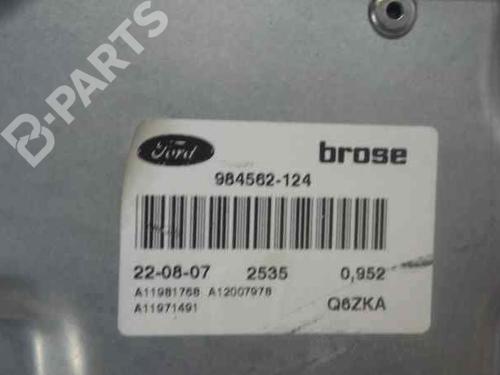 B-PARTS
Ford
brose
984562-124
22-08-07 2535 0,952
A11981768 A12007978
A11971491 Q6ZKA